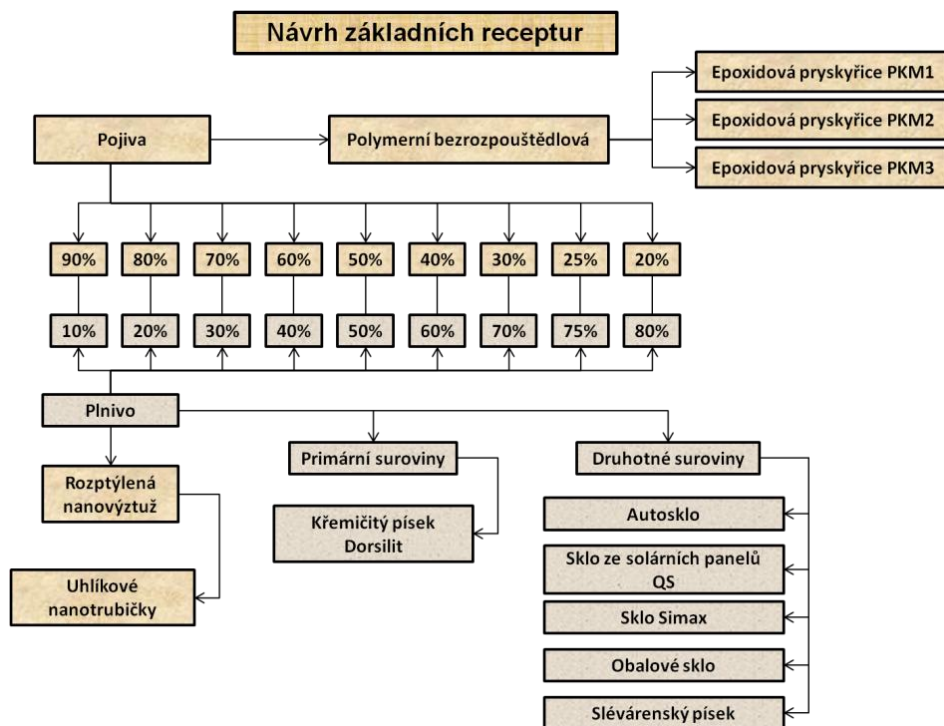 Návrh základních receptur
Epoxidová pryskyřice PKM1
Pojiva
Polymerní bezrozpouštědlová
Epoxidová pryskyřice PKM2
Epoxidová pryskyřice PKM3
90% 80% 70% 60% 50% 40% 30% 25% 20%
10% 20% 30% 40% 50% 60% 70% 75% 80%
Plnivo
Primární suroviny
Druhotné suroviny
Rozptýlená
nanovýztuž
Křemičitý písek
Dorsilit
Uhlíkové
nanotrubičky
Autosklo
Sklo ze solárních panelů
QS
Sklo Simax
Obalové sklo
Slévárenský písek